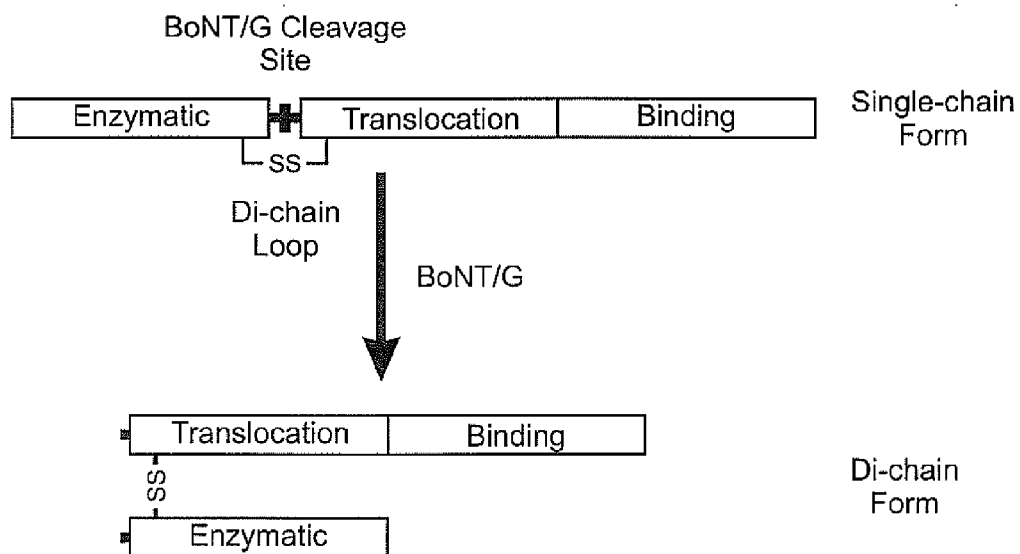 BoNT/G Cleavage
Site
Enzymatic
Translocation
Binding
Single-chain
Form
SS
Di-chain
Loop
BoNT/G
Translocation
Binding
SS
Di-chain
Form
Enzymatic